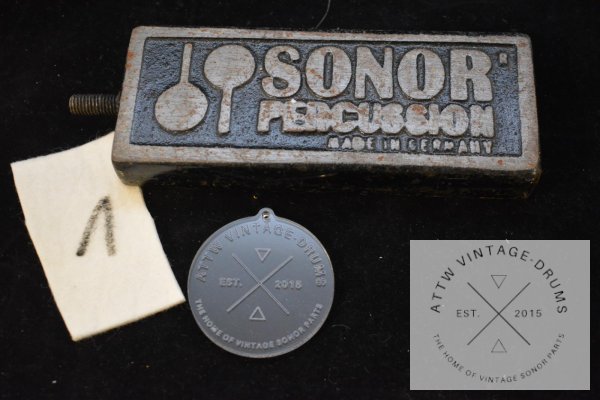 SONOR
PERCUSSION
MADE IN GERMANY
1
ATTW VINTAGE-DRUMS
EST. 2015
THE HOME OF VINTAGE SONOR PARTS
ATTW VINTAGE-DRUMS
EST. 2015
THE HOME OF VINTAGE SONOR PARTS